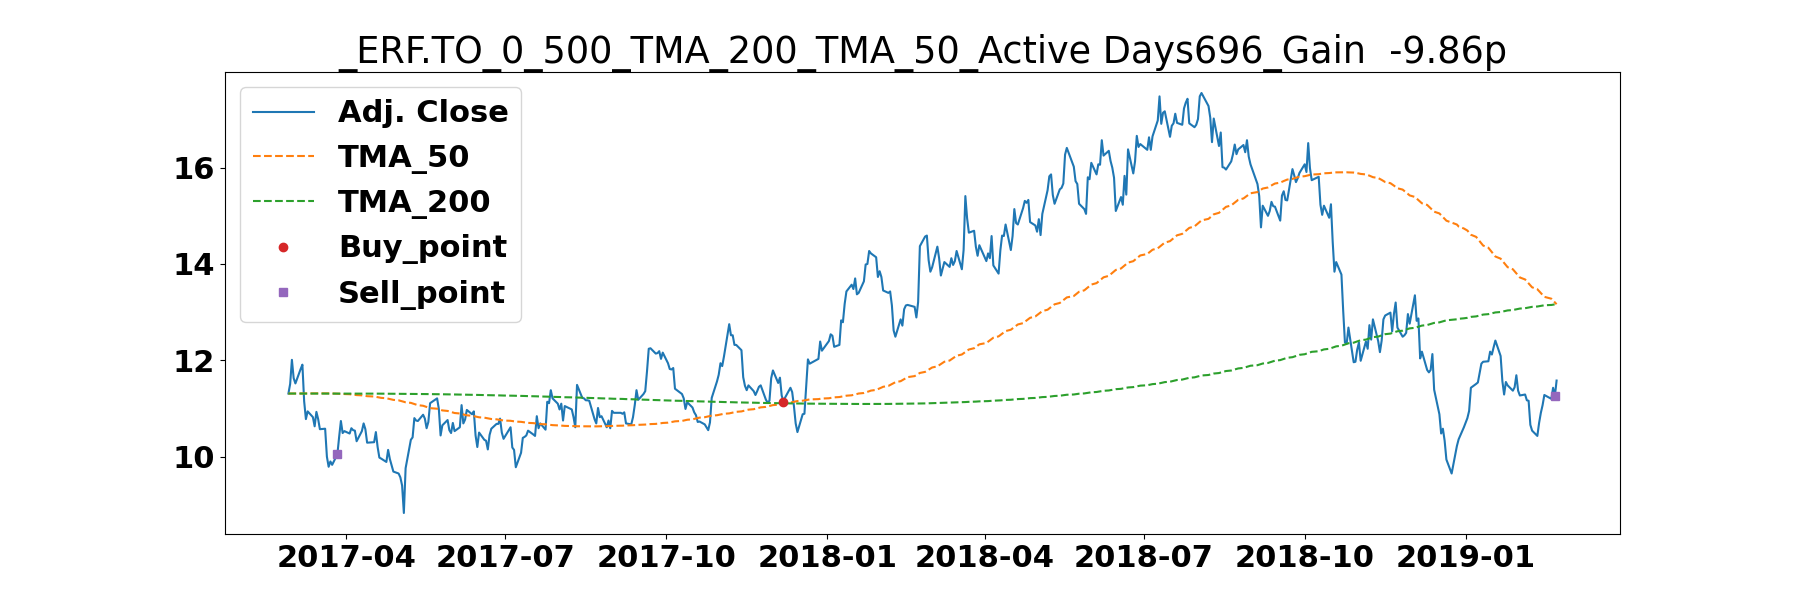 _ERF.TO_0_500_TMA_200_TMA_50_Active Days696_Gain  -9.86p
Adj. Close
TMA_50
TMA_200
Buy_point
Sell_point
16
14
12
10
2017-04 2017-07 2017-10 2018-01 2018-04 2018-07 2018-10 2019-01